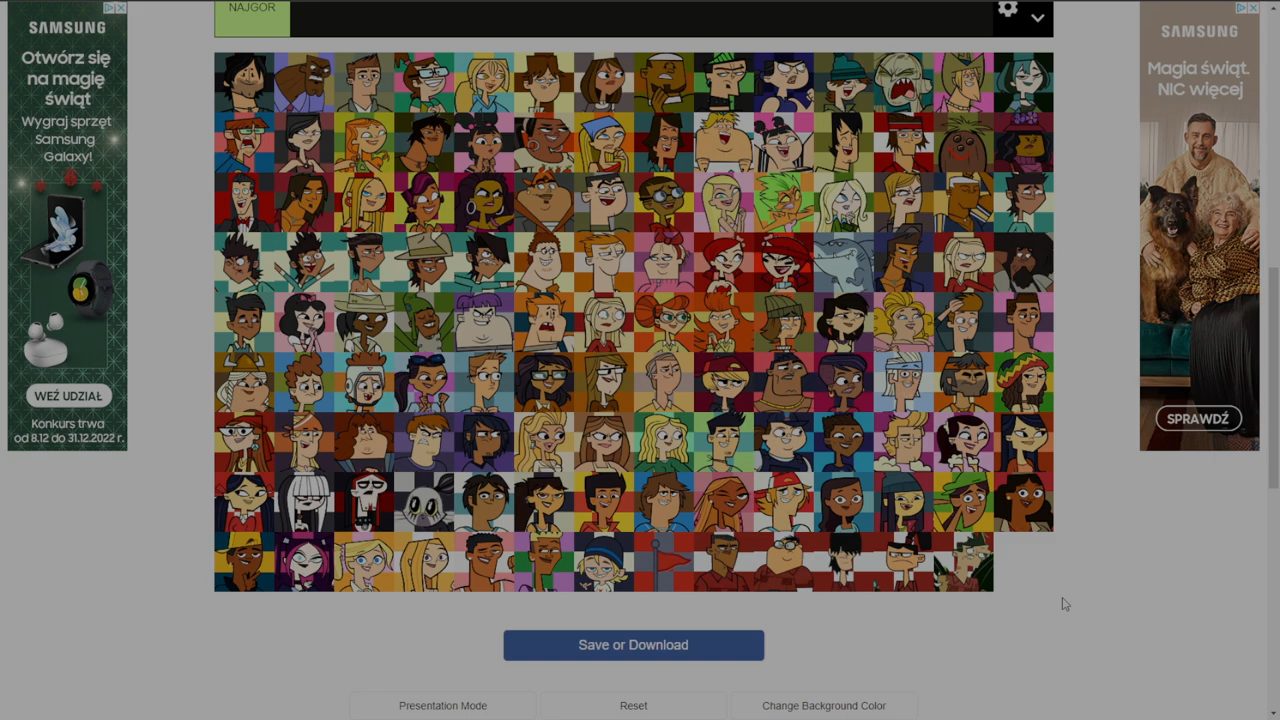 SAMSUNG
Otwórz się
na magię
świąt
Wygraj sprzęt
Samsung
Galaxy!
WEŹ UDZIAŁ
Konkurs trwa
od 8.12 do 31.12.2022 r.
NAJGOR
Save or Download
Presentation Mode
Reset
Change Background Color
SAMSUNG
Magia świąt.
NIC więcej
SPRAWDŹ